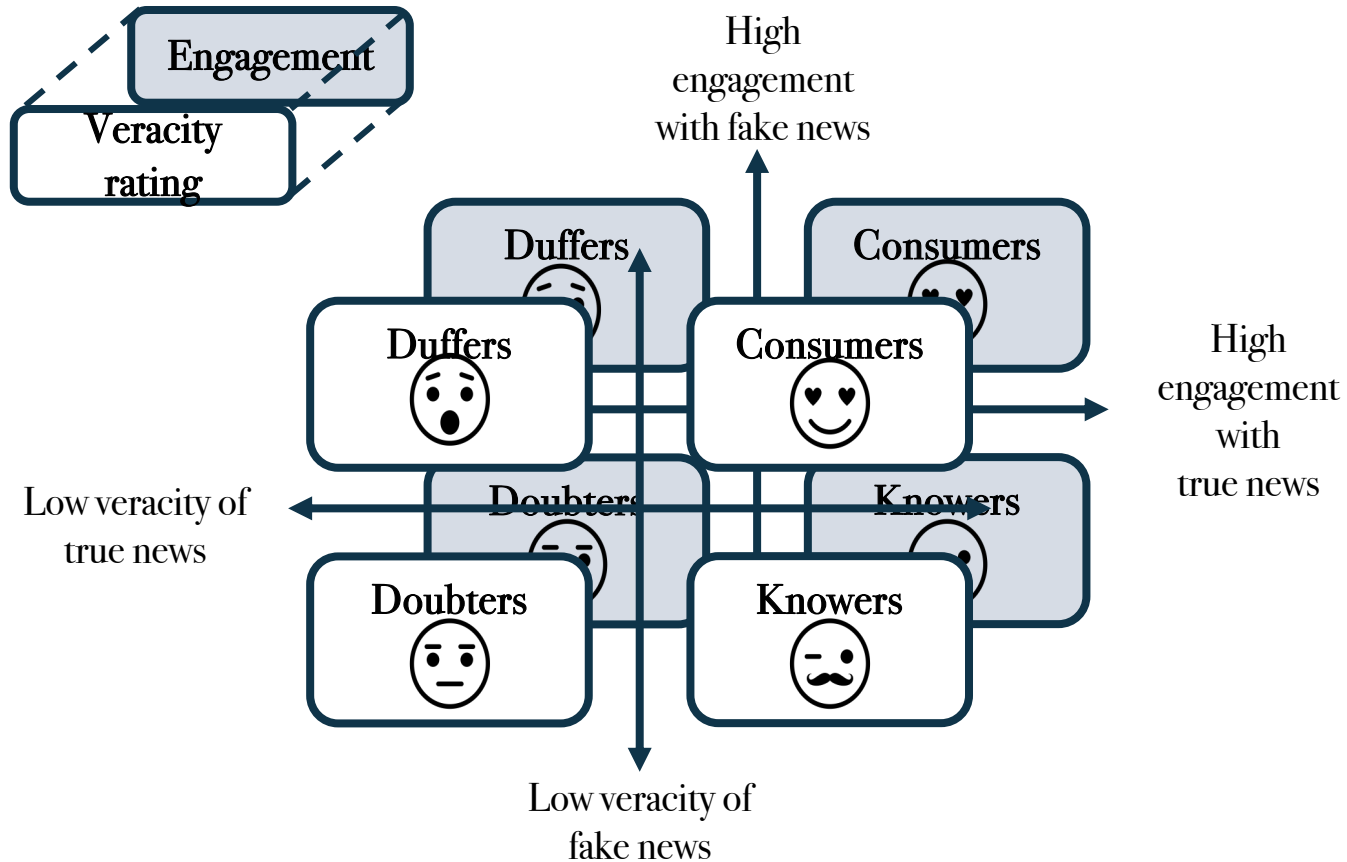 Engagement
Veracity
rating
High
engagement
with fake news
Duffers
Consumers
Duffers
Consumers
High
engagement
with
true news
Low veracity of
true news
Doubters
Knowers
Doubters
Knowers
Low veracity of
fake news